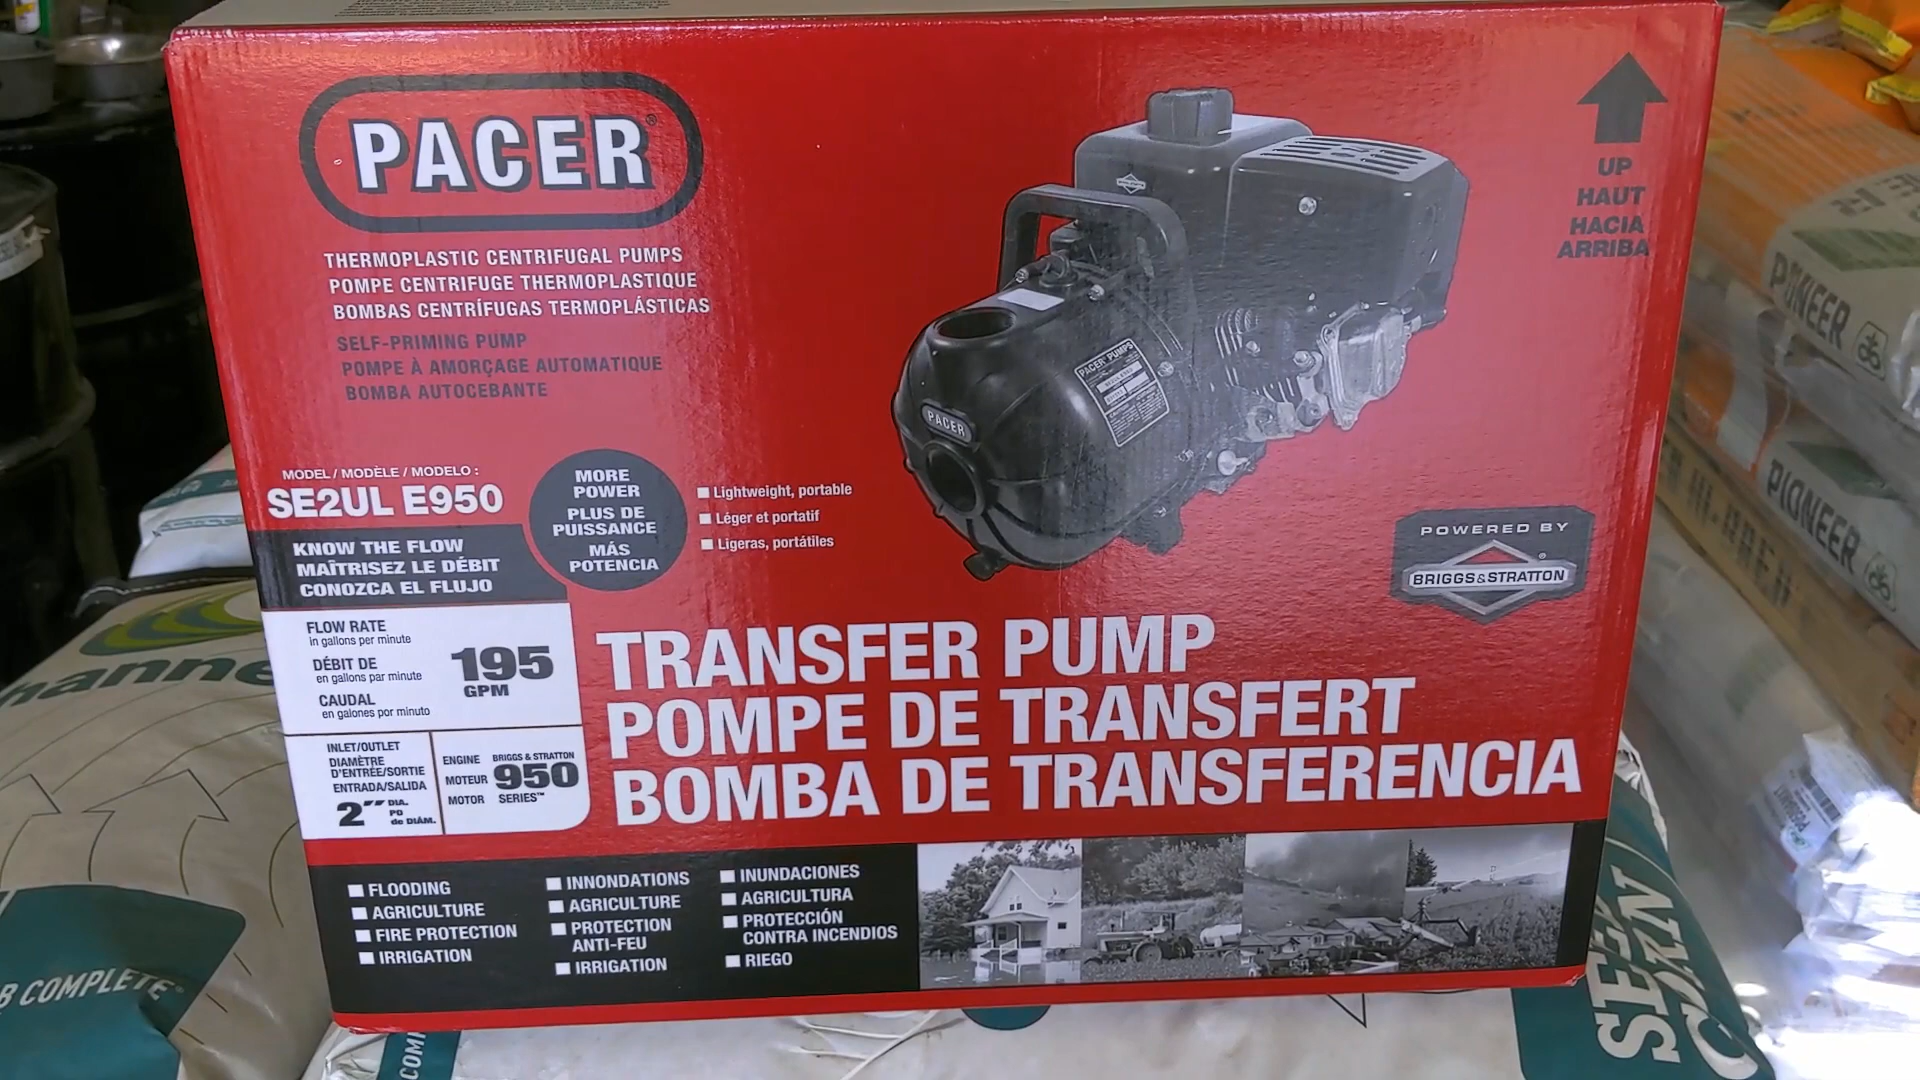 PACER®
THERMOPLASTIC CENTRIFUGAL PUMPS
POMPE CENTRIFUGE THERMOPLASTIQUE
BOMBAS CENTRÍFUGAS TERMOPLÁSTICAS
SELF-PRIMING PUMP
POMPE À AMORÇAGE AUTOMATIQUE
BOMBA AUTOCEBANTE
UP
HAUT
HACIA
ARRIBA
PACER® PUMPS
PACER
MODEL / MODÈLE / MODELO :
SE2UL E950
MORE
POWER
PLUS DE
PUISSANCE
MÁS
POTENCIA
Lightweight, portable
Léger et portatif
Ligeras, portátiles
POWERED BY
BRIGGS & STRATTON®
KNOW THE FLOW
MAÎTRISEZ LE DÉBIT
CONOZCA EL FLUJO
FLOW RATE
in gallons per minute
DÉBIT DE
en gallons par minute
CAUDAL
en galones por minuto
195
GPM
INLET/OUTLET
DIAMÈTRE
D'ENTRÉE/SORTIE
ENTRADA/SALIDA
2" DIA.
PO
de DIÁM.
ENGINE
MOTEUR
MOTOR
BRIGGS & STRATTON
950
SERIES™
TRANSFER PUMP
POMPE DE TRANSFERT
BOMBA DE TRANSFERENCIA
FLOODING
AGRICULTURE
FIRE PROTECTION
IRRIGATION
INNONDATIONS
AGRICULTURE
PROTECTION
ANTI-FEU
IRRIGATION
INUNDACIONES
AGRICULTURA
PROTECCIÓN
CONTRA INCENDIOS
RIEGO
PIONEER
PIONEER
B COMPLETE